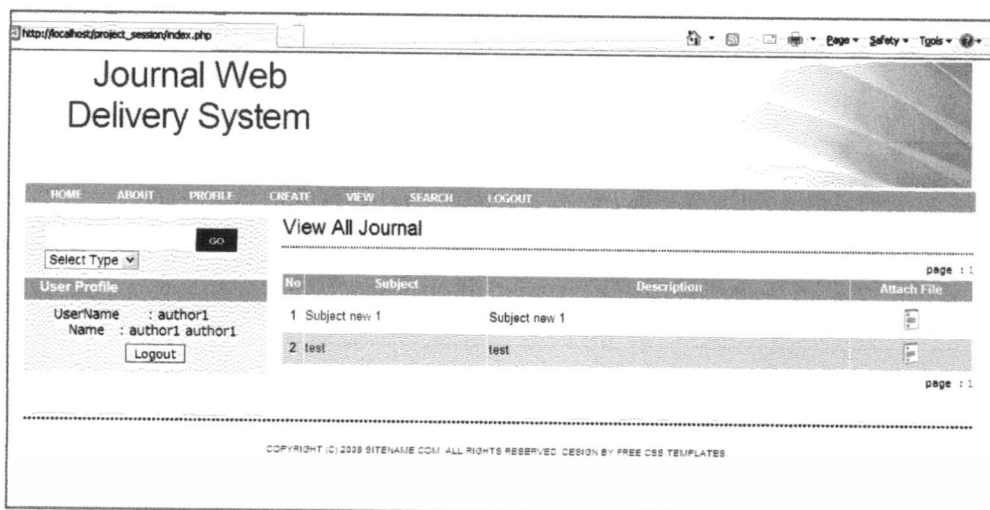 http://localhost/project_session/index.php
Page Safety Tools
Journal Web
Delivery System
HOME ABOUT PROFILE CREATE VIEW SEARCH LOGOUT
GO
Select Type
User Profile
UserName : author1
Name : author1 author1
Logout
View All Journal
page : 1
No Subject Description Attach File
1 Subject new 1 Subject new 1
2 test test
page : 1
COPYRIGHT (C) 2008 SITENAME.COM. ALL RIGHTS RESERVED. DESIGN BY FREE CSS TEMPLATES